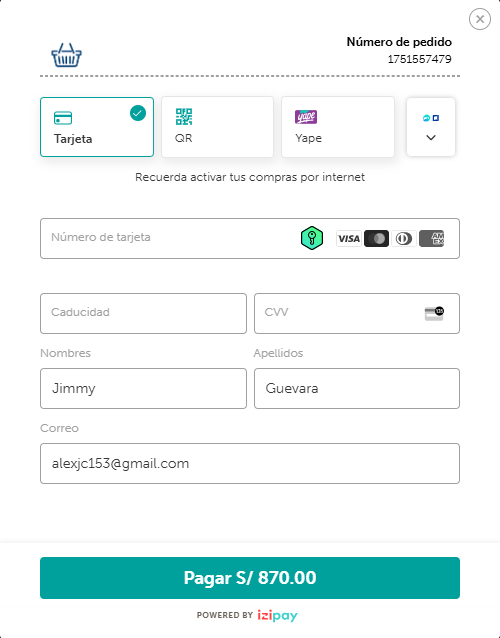 Número de pedido
1751557479
Tarjeta
QR
yape
Yape
Recuerda activar tus compras por internet
Número de tarjeta
VISA
AM
EX
Caducidad
CVV
Nombres
Apellidos
Jimmy
Guevara
Correo
alexjc153@gmail.com
Pagar S/ 870.00
POWERED BY izipay